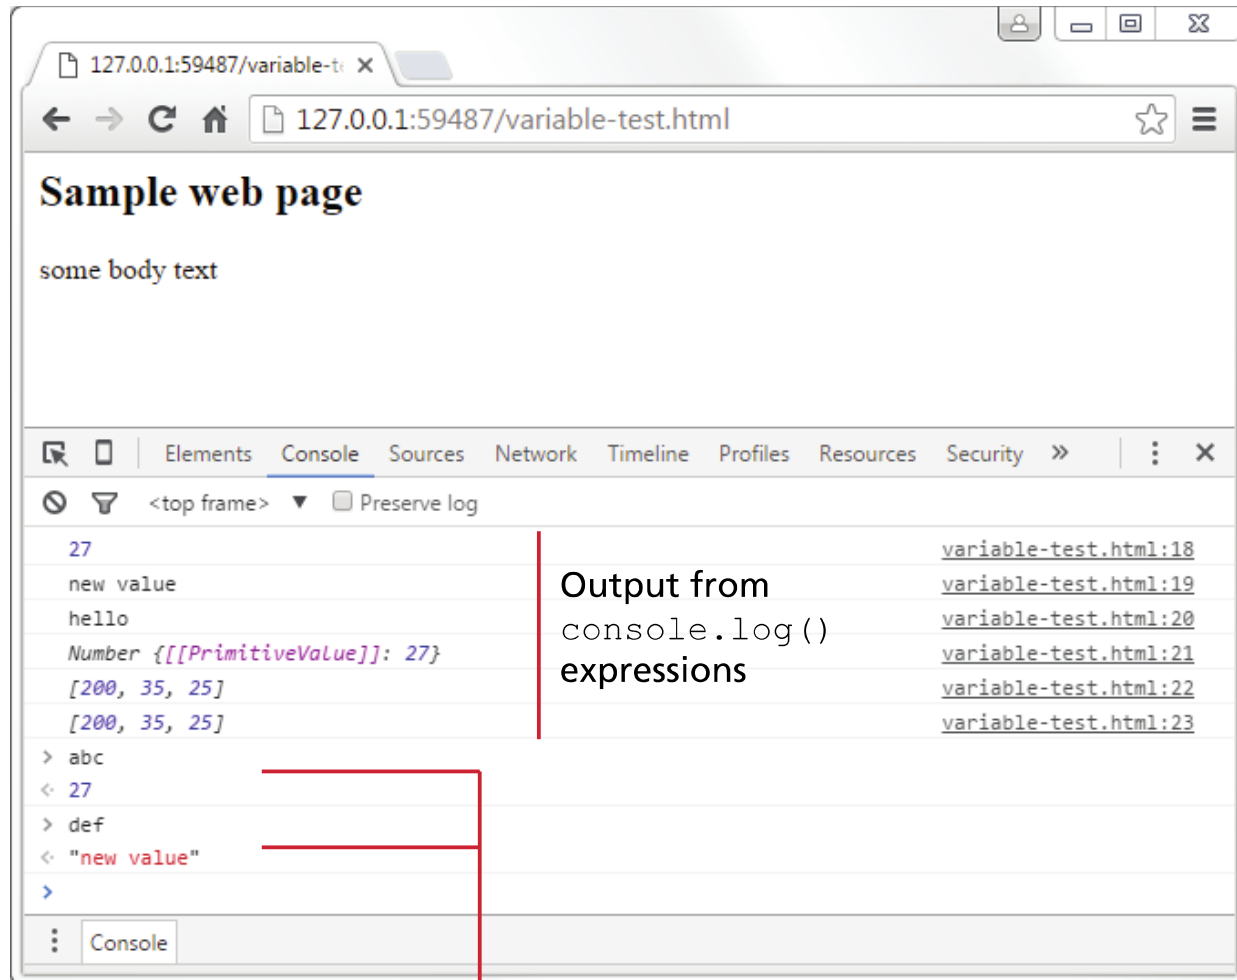 127.0.0.1:59487/variable-te
127.0.0.1:59487/variable-test.html
Sample web page
some body text
Elements Console Sources Network Timeline Profiles Resources Security »
<top frame> ▼ Preserve log
27 variable-test.html:18
new value variable-test.html:19
hello variable-test.html:20
Number {[[PrimitiveValue]]: 27} variable-test.html:21
[200, 35, 25] variable-test.html:22
[200, 35, 25] variable-test.html:23
Output from
console.log()
expressions
> abc
< 27
> def
< "new value"
>
Console